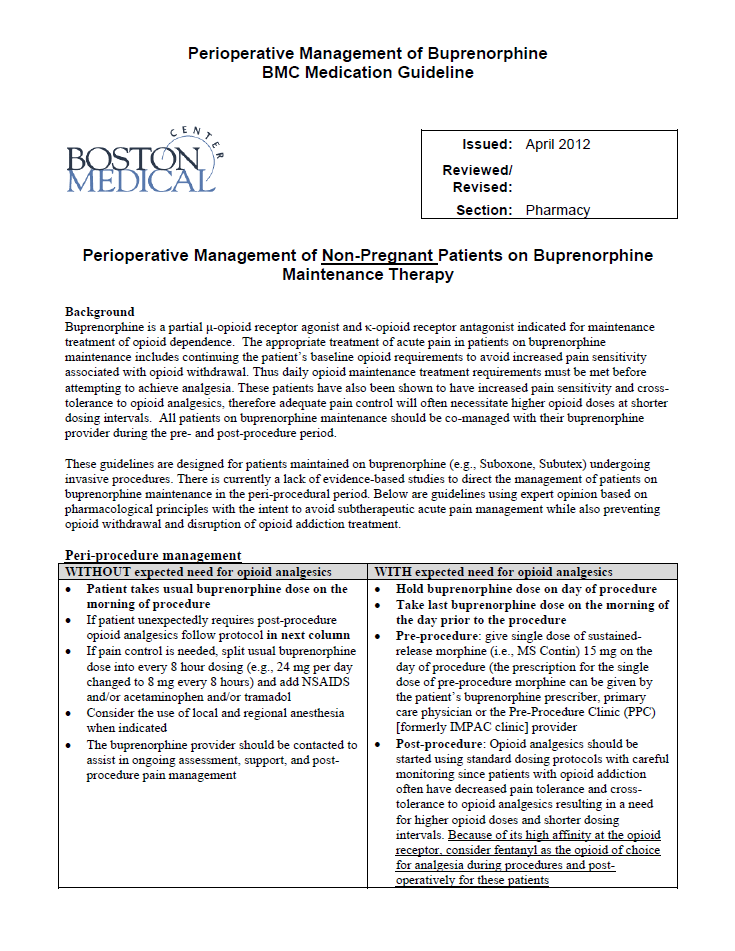 Perioperative Management of Buprenorphine
BMC Medication Guideline
CENTER
BOSTON
MEDICAL
Issued: April 2012
Reviewed/
Revised:
Section: Pharmacy
Perioperative Management of Non-Pregnant Patients on Buprenorphine
Maintenance Therapy
Background
Buprenorphine is a partial μ-opioid receptor agonist and κ-opioid receptor antagonist indicated for maintenance
treatment of opioid dependence.  The appropriate treatment of acute pain in patients on buprenorphine
maintenance includes continuing the patient's baseline opioid requirements to avoid increased pain sensitivity
associated with opioid withdrawal. Thus daily opioid maintenance treatment requirements must be met before
attempting to achieve analgesia. These patients have also been shown to have increased pain sensitivity and cross-
tolerance to opioid analgesics, therefore adequate pain control will often necessitate higher opioid doses at shorter
dosing intervals.  All patients on buprenorphine maintenance should be co-managed with their buprenorphine
provider during the pre- and post-procedure period.
These guidelines are designed for patients maintained on buprenorphine (e.g., Suboxone, Subutex) undergoing
invasive procedures. There is currently a lack of evidence-based studies to direct the management of patients on
buprenorphine maintenance in the peri-procedural period. Below are guidelines using expert opinion based on
pharmacological principles with the intent to avoid subtherapeutic acute pain management while also preventing
opioid withdrawal and disruption of opioid addiction treatment.
Peri-procedure management
WITHOUT expected need for opioid analgesics
• Patient takes usual buprenorphine dose on the
morning of procedure
• If patient unexpectedly requires post-procedure
opioid analgesics follow protocol in next column
• If pain control is needed, split usual buprenorphine
dose into every 8 hour dosing (e.g., 24 mg per day
changed to 8 mg every 8 hours) and add NSAIDS
and/or acetaminophen and/or tramadol
• Consider the use of local and regional anesthesia
when indicated
• The buprenorphine provider should be contacted to
assist in ongoing assessment, support, and post-
procedure pain management
WITH expected need for opioid analgesics
• Hold buprenorphine dose on day of procedure
• Take last buprenorphine dose on the morning of
the day prior to the procedure
• Pre-procedure: give single dose of sustained-
release morphine (i.e., MS Contin) 15 mg on the
day of procedure (the prescription for the single
dose of pre-procedure morphine can be given by
the patient's buprenorphine prescriber, primary
care physician or the Pre-Procedure Clinic (PPC)
[formerly IMPAC clinic] provider
• Post-procedure: Opioid analgesics should be
started using standard dosing protocols with careful
monitoring since patients with opioid addiction
often have decreased pain tolerance and cross-
tolerance to opioid analgesics resulting in a need
for higher opioid doses and shorter dosing
intervals. Because of its high affinity at the opioid
receptor, consider fentanyl as the opioid of choice
for analgesia during procedures and post-
operatively for these patients